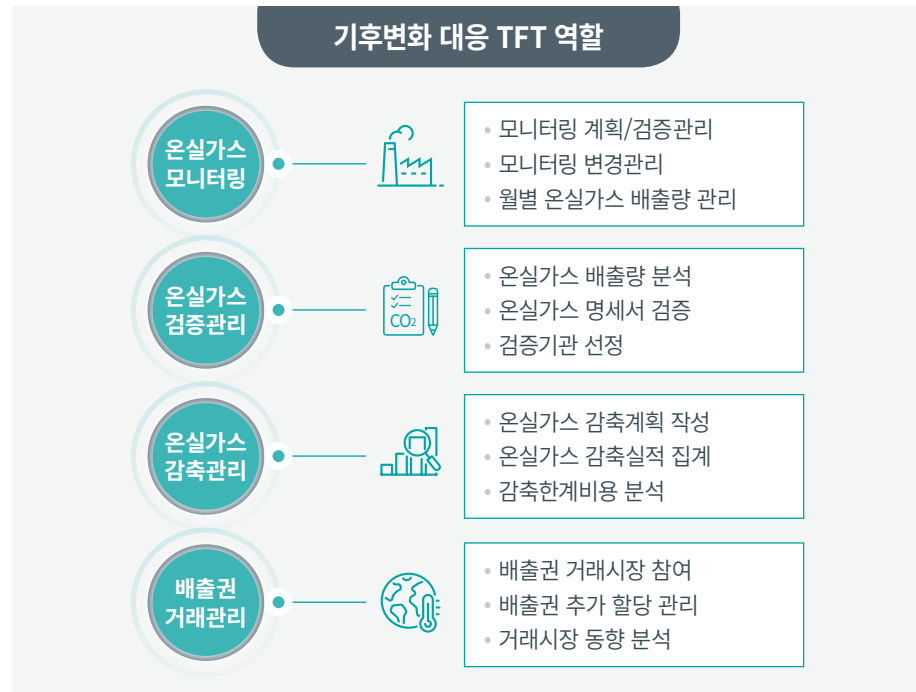 기후변화 대응 TFT 역할
온실가스
모니터링
• 모니터링 계획/검증관리
• 모니터링 변경관리
• 월별 온실가스 배출량 관리
온실가스
검증관리
CO₂
• 온실가스 배출량 분석
• 온실가스 명세서 검증
• 검증기관 선정
온실가스
감축관리
• 온실가스 감축계획 작성
• 온실가스 감축실적 집계
• 감축한계비용 분석
배출권
거래관리
• 배출권 거래시장 참여
• 배출권 추가 할당 관리
• 거래시장 동향 분석